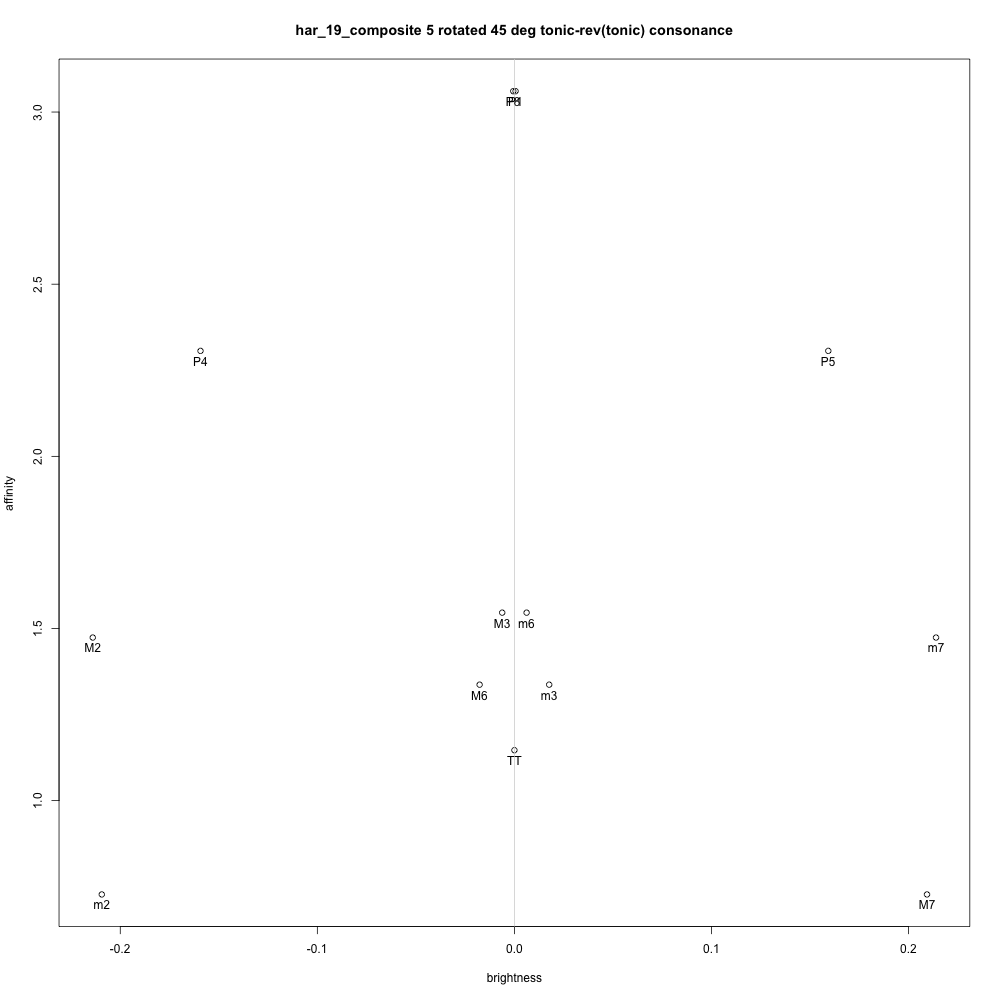 har_19_composite 5 rotated 45 deg tonic-rev(tonic) consonance
3.0
P8
P1
2.5
P4
P5
2.0
affinity
M3
m6
1.5
M2
m7
M6
m3
TT
1.0
m2
M7
-0.2
-0.1
0.0
0.1
0.2
brightness